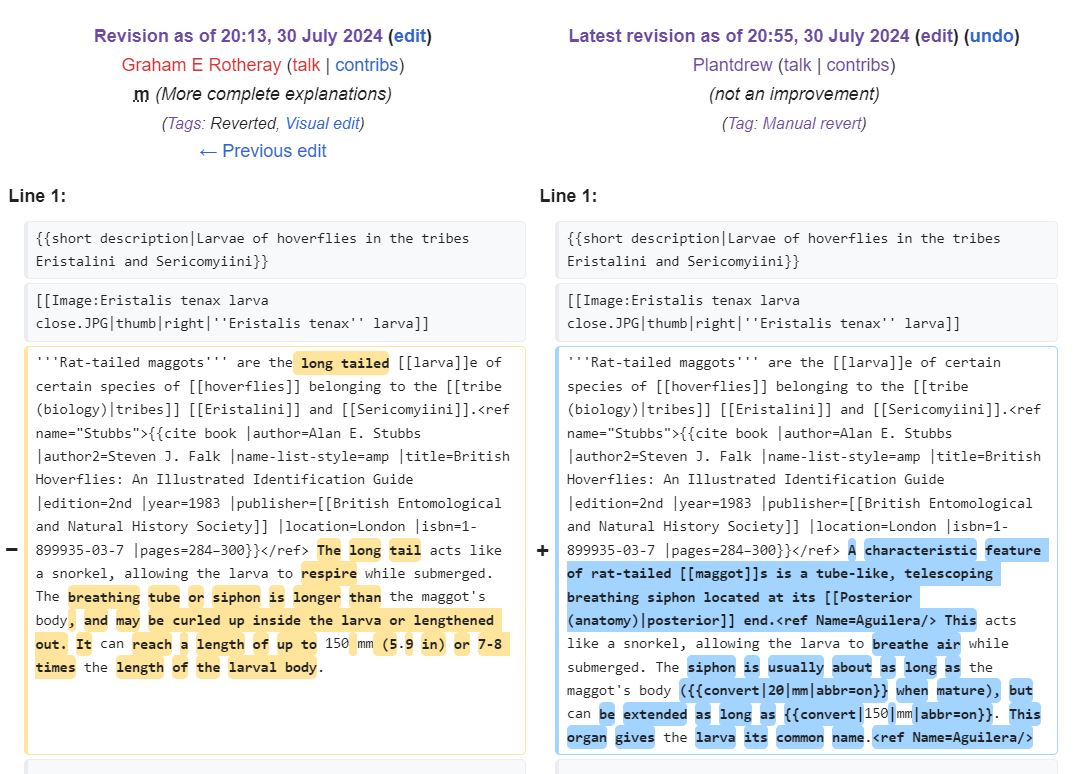 Revision as of 20:13, 30 July 2024 (edit)
Graham E Rotheray (talk | contribs)
m (More complete explanations)
(Tags: Reverted, Visual edit)
← Previous edit
Latest revision as of 20:55, 30 July 2024 (edit) (undo)
Plantdrew (talk | contribs)
(not an improvement)
(Tag: Manual revert)
Line 1:
{{short description|Larvae of hoverflies in the tribes
Eristalini and Sericomyiini}}
[[Image:Eristalis tenax larva
close.JPG|thumb|right|''Eristalis tenax'' larva]]
−
'''Rat-tailed maggots''' are the long tailed [[larva]]e of
certain species of [[hoverflies]] belonging to the [[tribe
(biology)|tribes]] [[Eristalini]] and [[Sericomyiini]].<ref
name="Stubbs">{{cite book |author=Alan E. Stubbs
|author2=Steven J. Falk |name-list-style=amp |title=British
Hoverflies: An Illustrated Identification Guide
|edition=2nd |year=1983 |publisher=[[British Entomological
and Natural History Society]] |location=London |isbn=1-
899935-03-7 |pages=284–300}}</ref> The long tail acts like
a snorkel, allowing the larva to respire while submerged.
The breathing tube or siphon is longer than the maggot's
body, and may be curled up inside the larva or lengthened
out. It can reach a length of up to 150 mm (5.9 in) or 7-8
times the length of the larval body.
Line 1:
{{short description|Larvae of hoverflies in the tribes
Eristalini and Sericomyiini}}
[[Image:Eristalis tenax larva
close.JPG|thumb|right|''Eristalis tenax'' larva]]
+
'''Rat-tailed maggots''' are the [[larva]]e of certain
species of [[hoverflies]] belonging to the [[tribe
(biology)|tribes]] [[Eristalini]] and [[Sericomyiini]].<ref
name="Stubbs">{{cite book |author=Alan E. Stubbs
|author2=Steven J. Falk |name-list-style=amp |title=British
Hoverflies: An Illustrated Identification Guide
|edition=2nd |year=1983 |publisher=[[British Entomological
and Natural History Society]] |location=London |isbn=1-
899935-03-7 |pages=284–300}}</ref> A characteristic feature
of rat-tailed [[maggot]]s is a tube-like, telescoping
breathing siphon located at its [[Posterior
(anatomy)|posterior]] end.<ref Name=Aguilera/> This acts
like a snorkel, allowing the larva to breathe air while
submerged. The siphon is usually about as long as the
maggot's body ({{convert|20|mm|abbr=on}} when mature), but
can be extended as long as {{convert|150|mm|abbr=on}}. This
organ gives the larva its common name.<ref Name=Aguilera/>